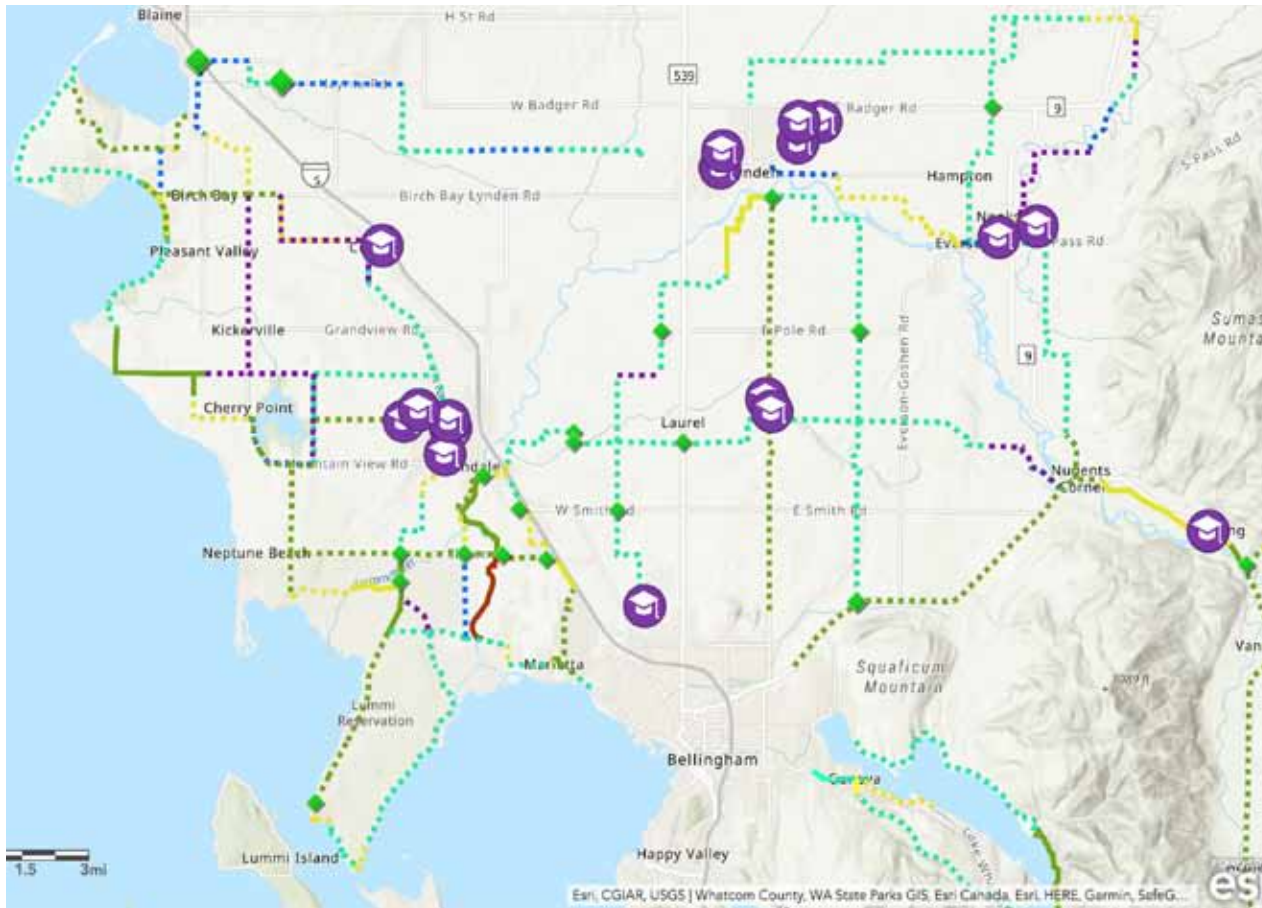 Blaine
H St Rd
539
W Badger Rd
Badger Rd
9
S Pass Rd
Hampton
5
Birch Bay
Birch Bay Lynden Rd
Pleasant Valley
Pass Rd
Kickerville
Grandview Rd
Pole Rd
Everson-Goshen Rd
9
Cherry Point
Laurel
Mountain View Rd
Nugents
Corner
W Smith Rd
E Smith Rd
Neptune Beach
Marietta
Squalicum
Mountain
Lummi
Reservation
Bellingham
Geneva
1.5
3mi
Lummi Island
Happy Valley
Esri, CGIAR, USGS | Whatcom County, WA State Parks GIS, Esri Canada, Esri, HERE, Garmin, SafeG...